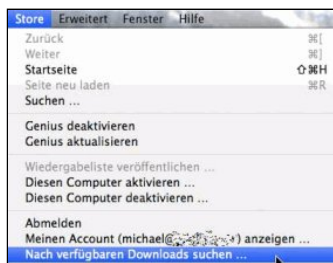 Store Erweitert Fenster Hilfe
Zurück ⌘[
Weiter ⌘]
Startseite ⇧⌘H
Seite neu laden ⌘R
Suchen ...
Genius deaktivieren
Genius aktualisieren
Wiedergabeliste veröffentlichen ...
Diesen Computer aktivieren ...
Diesen Computer deaktivieren ...
Abmelden
Meinen Account (michael@ ) anzeigen ...
Nach verfügbaren Downloads suchen ...